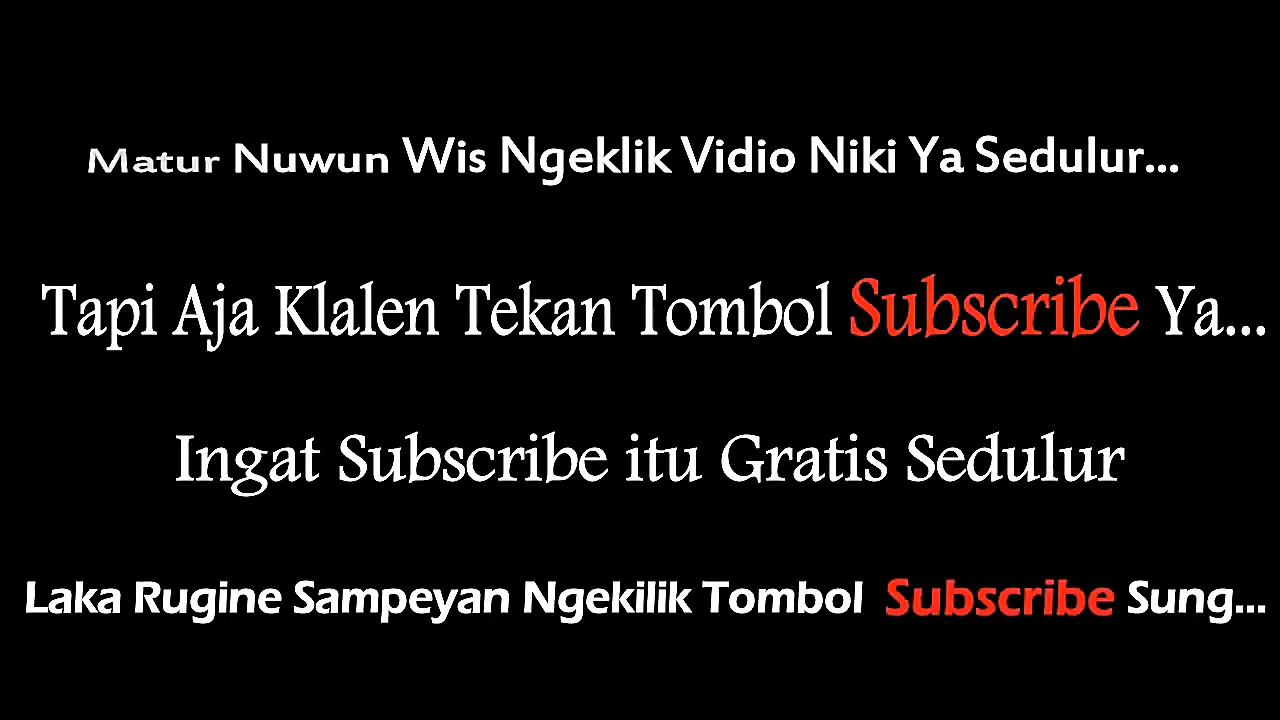 Matur Nuwun Wis Ngeklik Vidio Niki Ya Sedulur...
Tapi Aja Klalen Tekan Tombol Subscribe Ya...
Ingat Subscribe itu Gratis Sedulur
Laka Rugine Sampeyan Ngekilik Tombol Subscribe Sung...